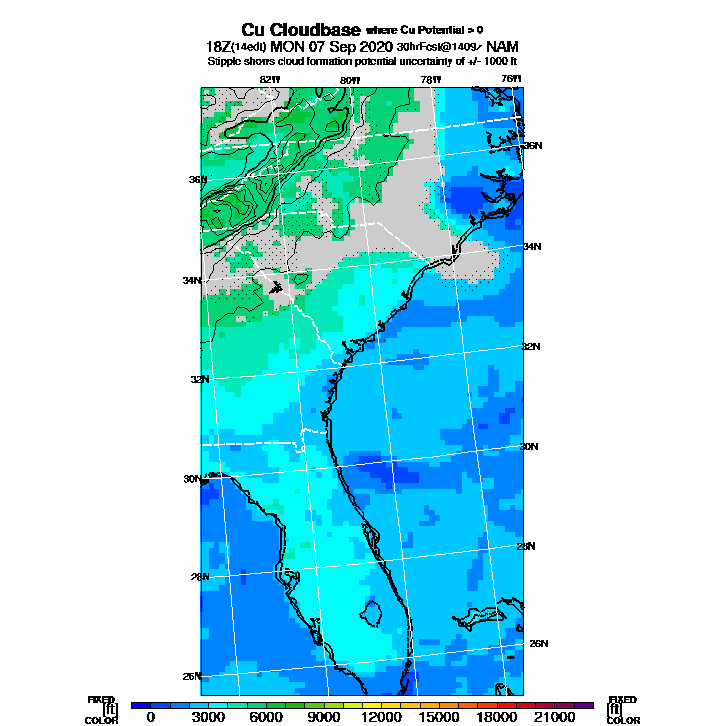 Cu Cloudbase where Cu Potential > 0
18Z(14edt) MON 07 Sep 2020 30hrFcst@1409z NAM
Stipple shows cloud formation potential uncertainty of +/- 1000 ft
82W 80W 78W 76W
36N
36N
34N
34N
32N
32N
30N
30N
28N
28N
26N
26N
FIXED FIXED
[ft] [ft]
COLOR COLOR
0 3000 6000 9000 12000 15000 18000 21000